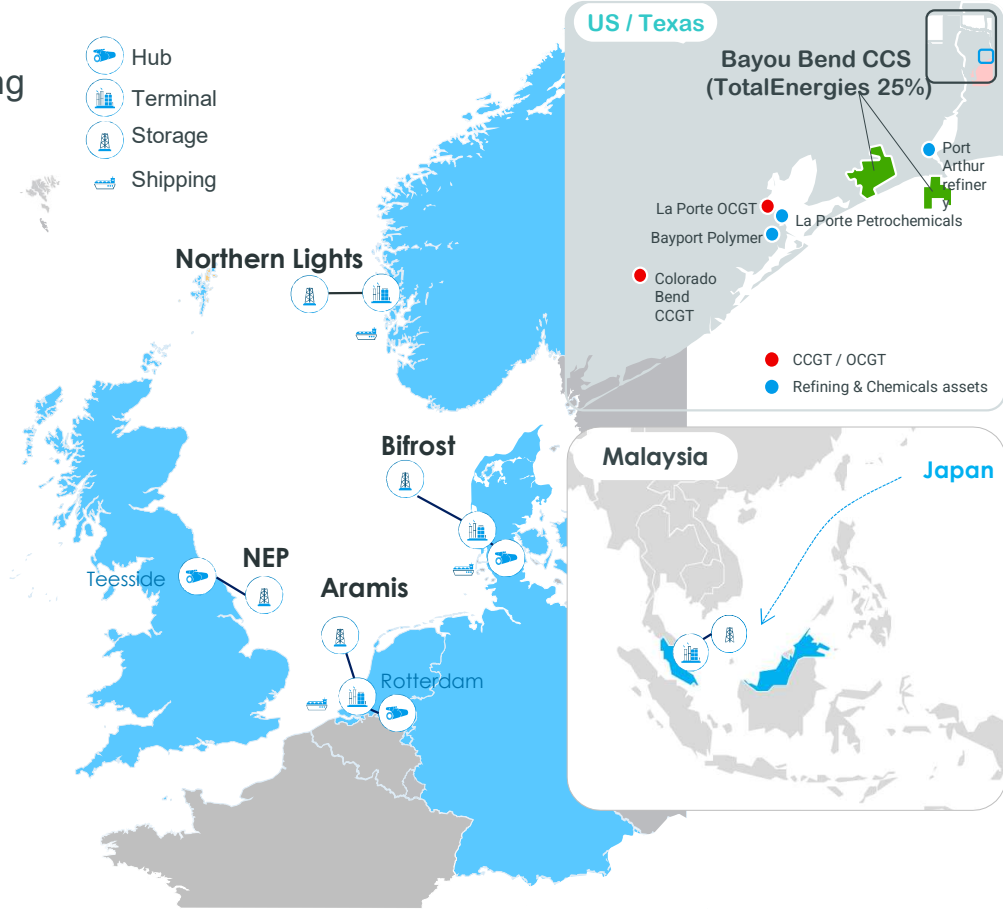 ng
Hub
Terminal
Storage
Shipping
Northern Lights
Bifrost
NEP
Teesside
Aramis
Rotterdam
US / Texas
Bayou Bend CCS
(TotalEnergies 25%)
Port
Arthur
refiner
y
La Porte OCGT
La Porte Petrochemicals
Bayport Polymer
Colorado
Bend
CCGT
CCGT / OCGT
Refining & Chemicals assets
Malaysia
Japan